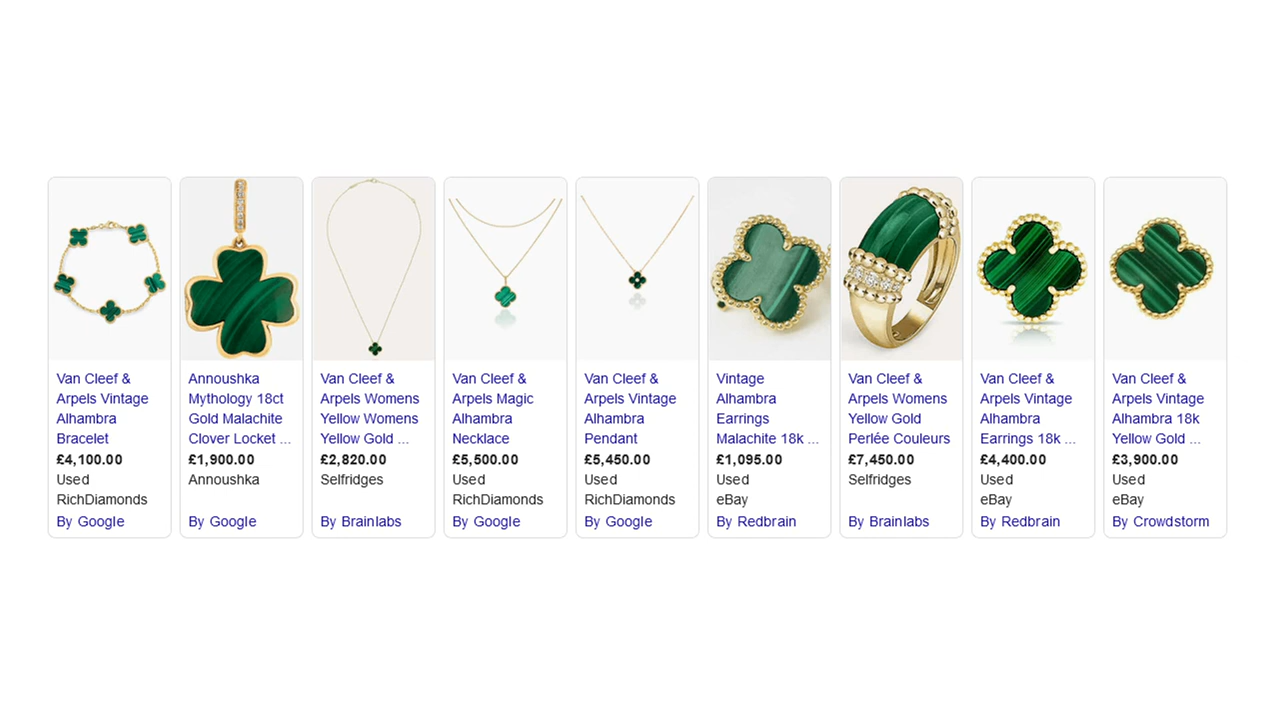 Van Cleef &
Arpels Vintage
Alhambra
Bracelet
£4,100.00
Used
RichDiamonds
By Google
Annoushka
Mythology 18ct
Gold Malachite
Clover Locket ...
£1,900.00
Annoushka
By Google
Van Cleef &
Arpels Womens
Yellow Womens
Yellow Gold ...
£2,820.00
Selfridges
By Brainlabs
Van Cleef &
Arpels Magic
Alhambra
Necklace
£5,500.00
Used
RichDiamonds
By Google
Van Cleef &
Arpels Vintage
Alhambra
Pendant
£5,450.00
Used
RichDiamonds
By Google
Vintage
Alhambra
Earrings
Malachite 18k ...
£1,095.00
Used
eBay
By Redbrain
Van Cleef &
Arpels Womens
Yellow Gold
Perlée Couleurs
£7,450.00
Selfridges
By Brainlabs
Van Cleef &
Arpels Vintage
Alhambra
Earrings 18k ...
£4,400.00
Used
eBay
By Redbrain
Van Cleef &
Arpels Vintage
Alhambra 18k
Yellow Gold ...
£3,900.00
Used
eBay
By Crowdstorm